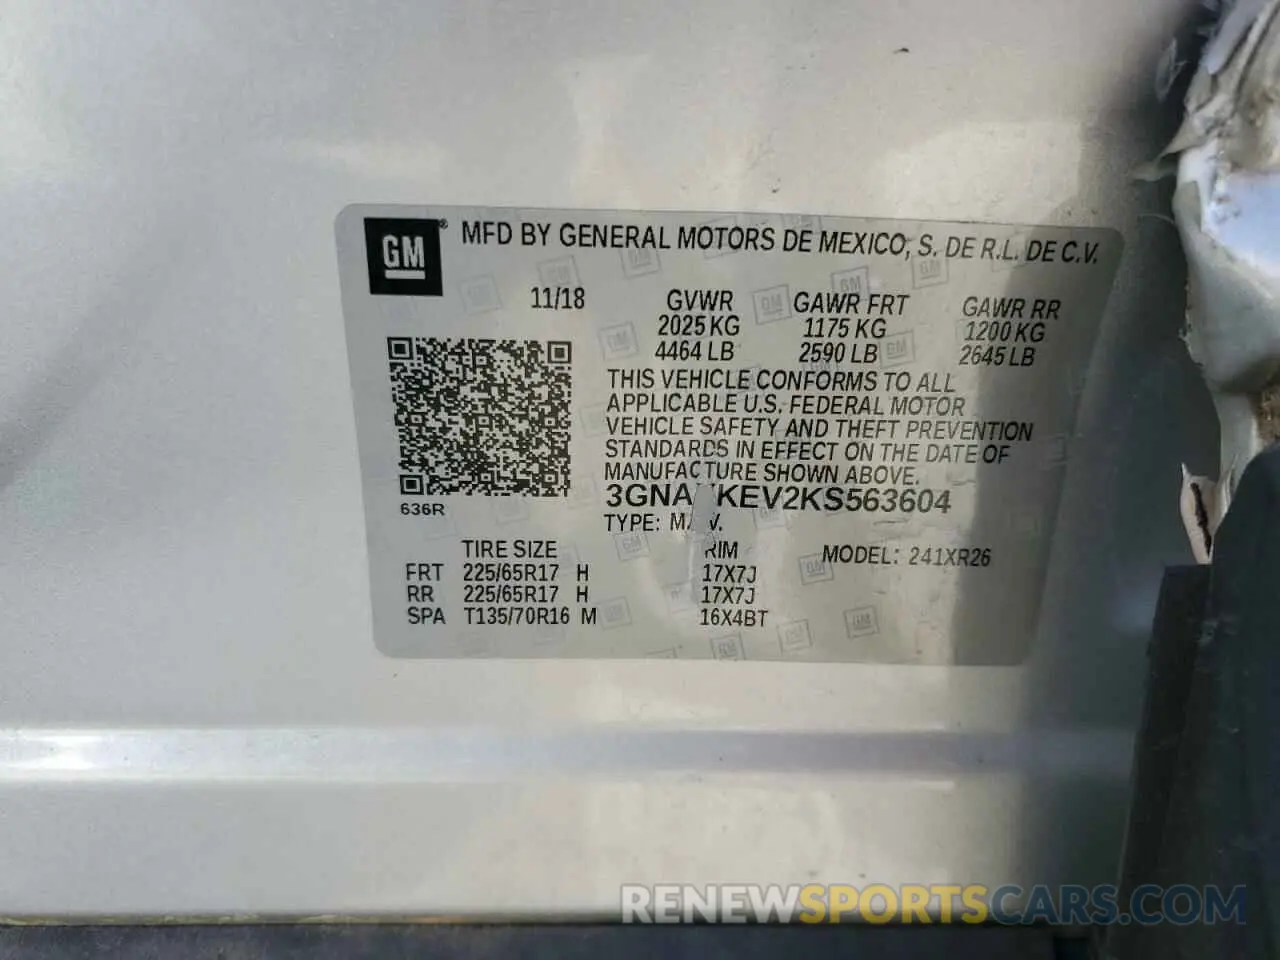 GM® MFD BY GENERAL MOTORS DE MEXICO, S. DE R.L. DE C.V.
11/18 GVWR GAWR FRT GAWR RR
2025 KG 1175 KG 1200 KG
4464 LB 2590 LB 2645 LB
THIS VEHICLE CONFORMS TO ALL
APPLICABLE U.S. FEDERAL MOTOR
VEHICLE SAFETY AND THEFT PREVENTION
STANDARDS IN EFFECT ON THE DATE OF
MANUFACTURE SHOWN ABOVE.
636R
TYPE:
TIRE SIZE RIM MODEL: 241XR26
FRT 225/65R17 H 17X7J
RR 225/65R17 H 17X7J
SPA T135/70R16 M 16X4BT
RENEWSPORTSCARS.COM